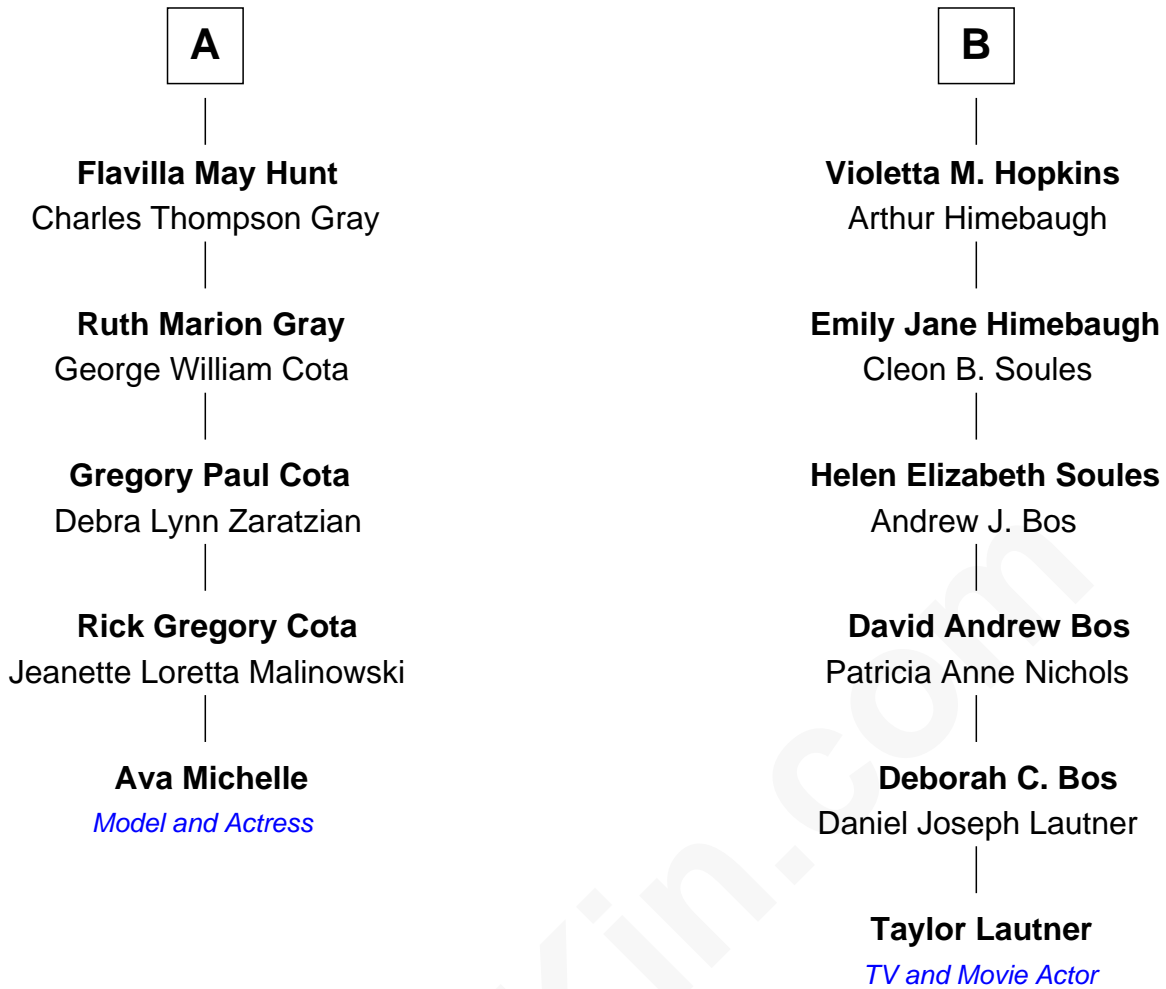 A
Flavilla May Hunt
Charles Thompson Gray
Ruth Marion Gray
George William Cota
Gregory Paul Cota
Debra Lynn Zaratzian
Rick Gregory Cota
Jeanette Loretta Malinowski
Ava Michelle
Model and Actress
B
Violetta M. Hopkins
Arthur Himebaugh
Emily Jane Himebaugh
Cleon B. Soules
Helen Elizabeth Soules
Andrew J. Bos
David Andrew Bos
Patricia Anne Nichols
Deborah C. Bos
Daniel Joseph Lautner
Taylor Lautner
TV and Movie Actor
Kin.com